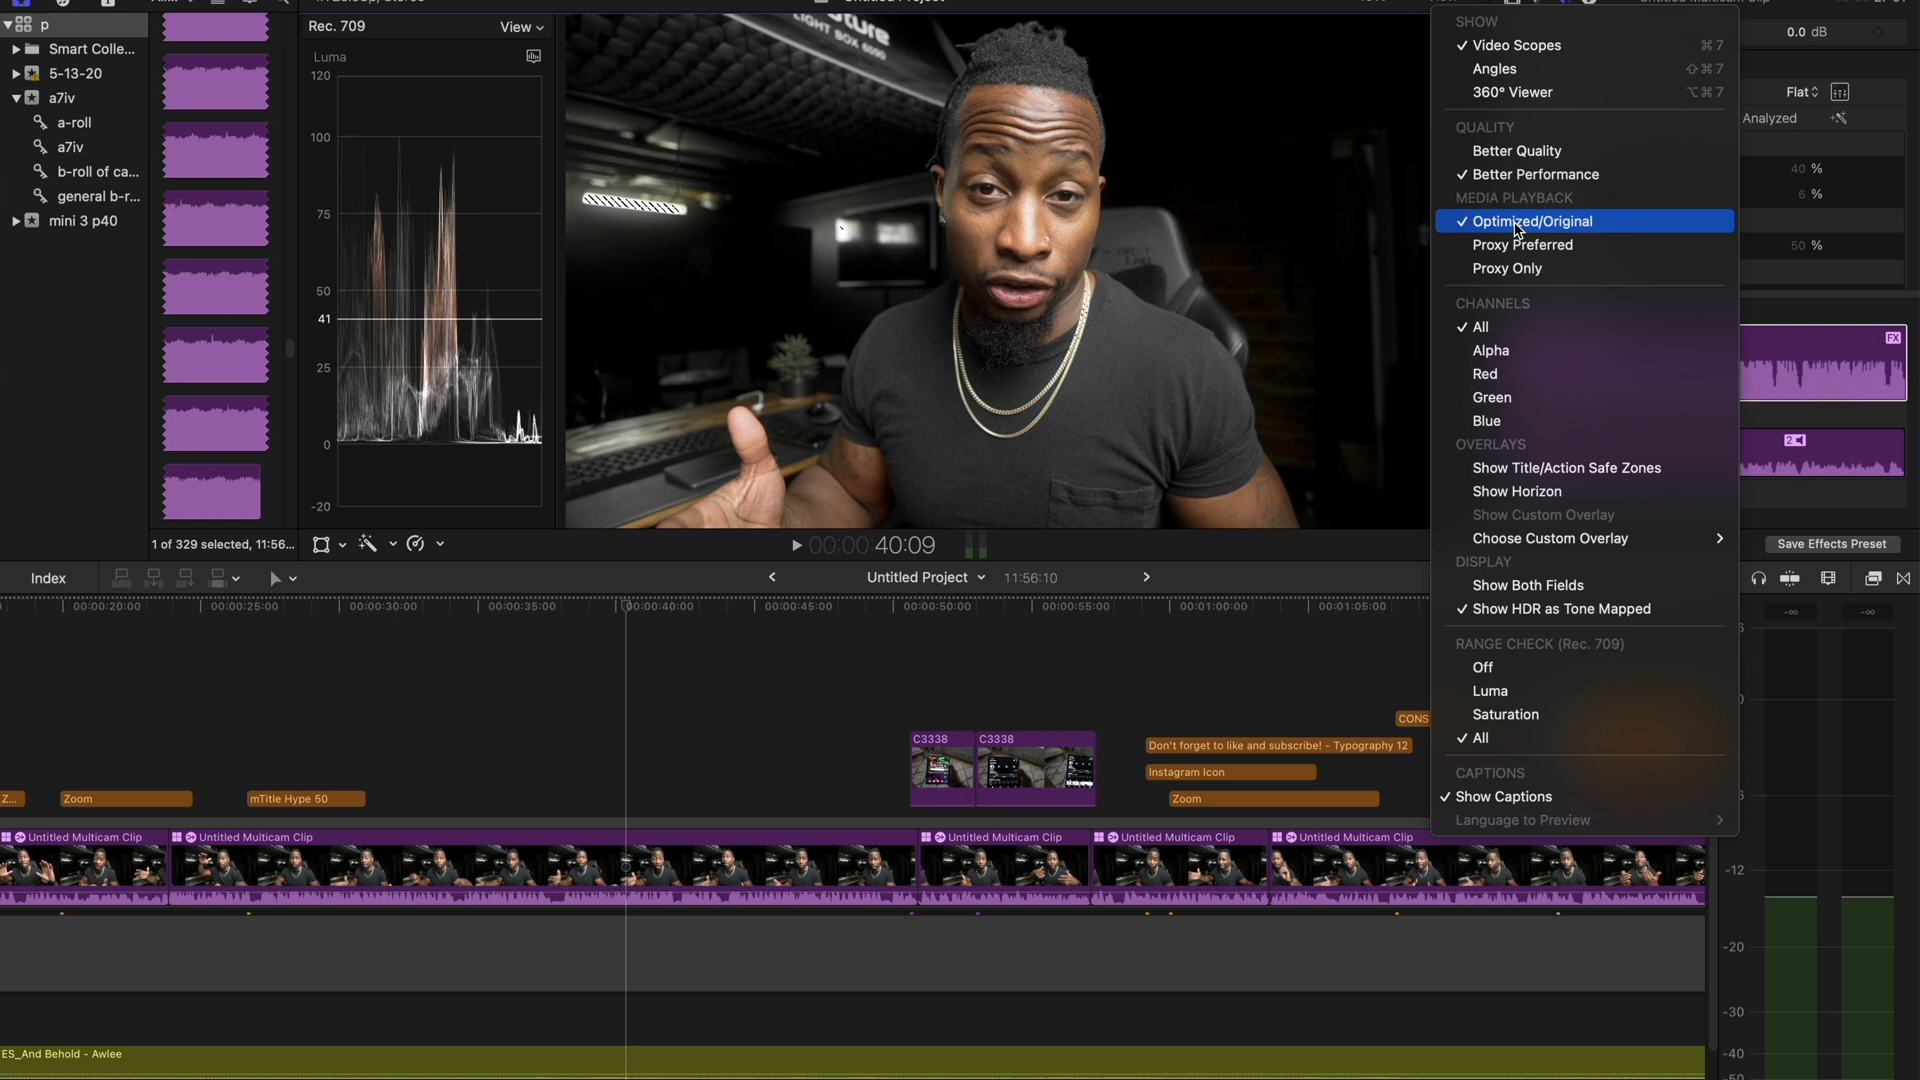 p
Smart Colle...
5-13-20
a7iv
a-roll
a7iv
b-roll of ca...
general b-r...
mini 3 p40
1 of 329 selected, 11:56...
Rec. 709
View
Luma
120
100
75
50
41
25
0
-20
LIGHT BOX 6090
00:00:40:09
SHOW
Video Scopes ⌘7
Angles ⇧⌘7
360° Viewer ⌥⌘7
QUALITY
Better Quality
Better Performance
MEDIA PLAYBACK
Optimized/Original
Proxy Preferred
Proxy Only
CHANNELS
All
Alpha
Red
Green
Blue
OVERLAYS
Show Title/Action Safe Zones
Show Horizon
Show Custom Overlay
Choose Custom Overlay
DISPLAY
Show Both Fields
Show HDR as Tone Mapped
RANGE CHECK (Rec. 709)
Off
Luma
Saturation
All
CAPTIONS
Show Captions
Language to Preview
0.0 dB
Flat
Analyzed
40 %
6 %
50 %
FX
2
Save Effects Preset
Index
Untitled Project
11:56:10
00:00:20:00
00:00:25:00
00:00:30:00
00:00:35:00
00:00:40:00
00:00:45:00
00:00:50:00
00:00:55:00
00:01:00:00
00:01:05:00
CONS
C3338
C3338
Don't forget to like and subscribe! - Typography 12
Instagram Icon
Z...
Zoom
mTitle Hype 50
Zoom
Untitled Multicam Clip
Untitled Multicam Clip
Untitled Multicam Clip
Untitled Multicam Clip
Untitled Multicam Clip
ES_And Behold - Awlee
-∞
-∞
-12
-20
-30
-40